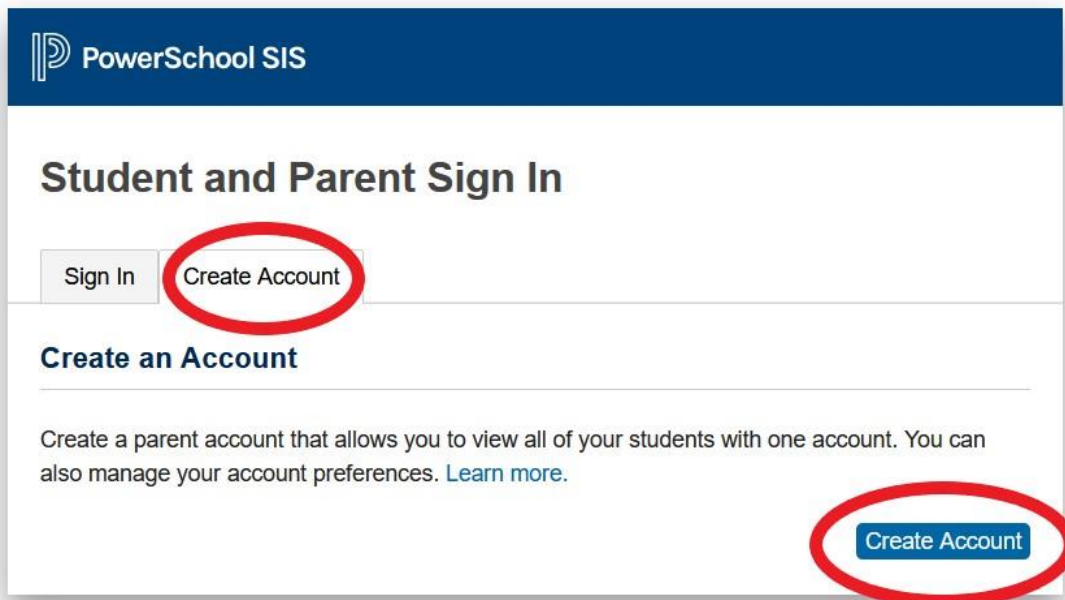 PowerSchool SIS
Student and Parent Sign In
Sign In
Create Account
Create an Account
Create a parent account that allows you to view all of your students with one account. You can
also manage your account preferences. Learn more.
Create Account